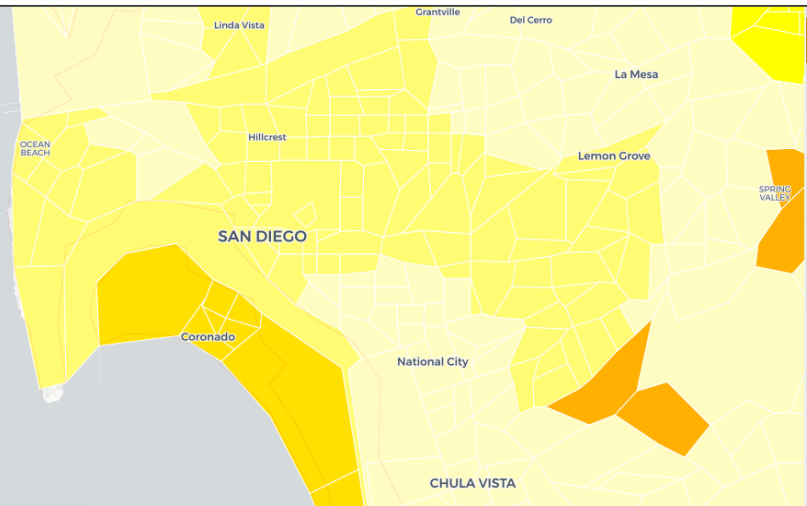 Grantville
Del Cerro
Linda Vista
La Mesa
Hillcrest
OCEAN
BEACH
Lemon Grove
SPRING
VALLEY
SAN DIEGO
Coronado
National City
CHULA VISTA